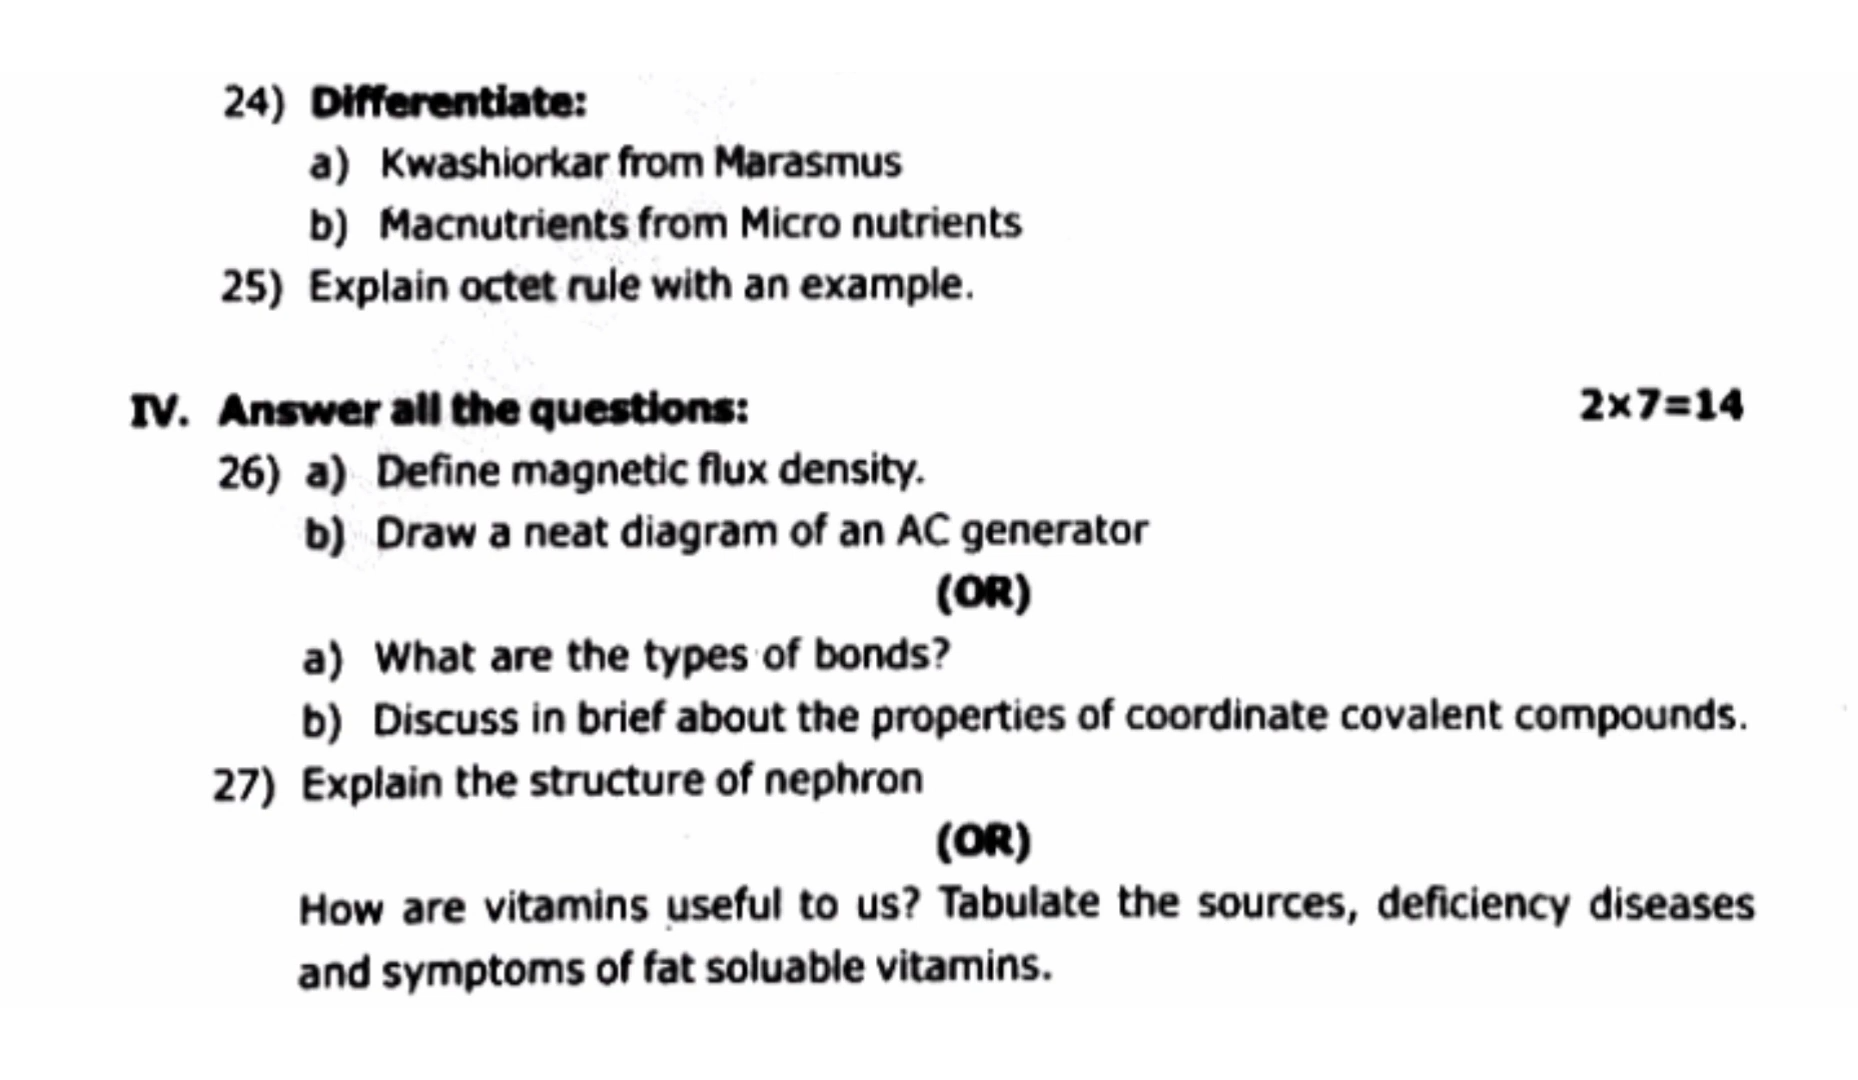 24) Differentiate:
a) Kwashiorkar from Marasmus
b) Macnutrients from Micro nutrients
25) Explain octet rule with an example.
IV. Answer all the questions: 2x7=14
26) a) Define magnetic flux density.
b) Draw a neat diagram of an AC generator
(OR)
a) What are the types of bonds?
b) Discuss in brief about the properties of coordinate covalent compounds.
27) Explain the structure of nephron
(OR)
How are vitamins useful to us? Tabulate the sources, deficiency diseases
and symptoms of fat soluable vitamins.